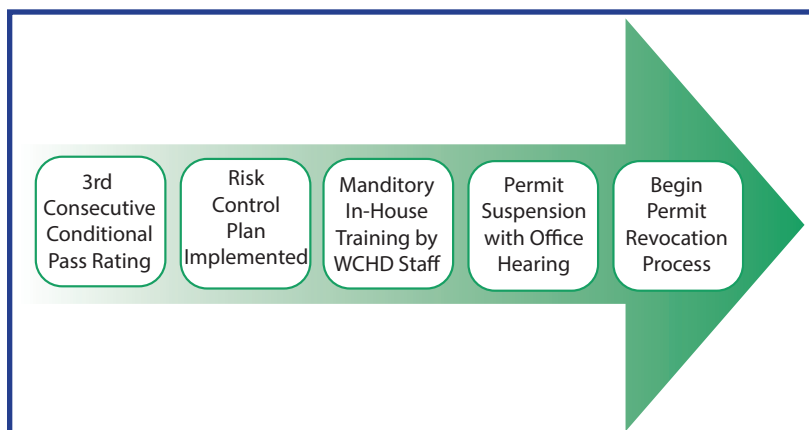 3rd
Consecutive
Conditional
Pass Rating
Risk
Control
Plan
Implemented
Manditory
In-House
Training by
WCHD Staff
Permit
Suspension
with Office
Hearing
Begin
Permit
Revocation
Process